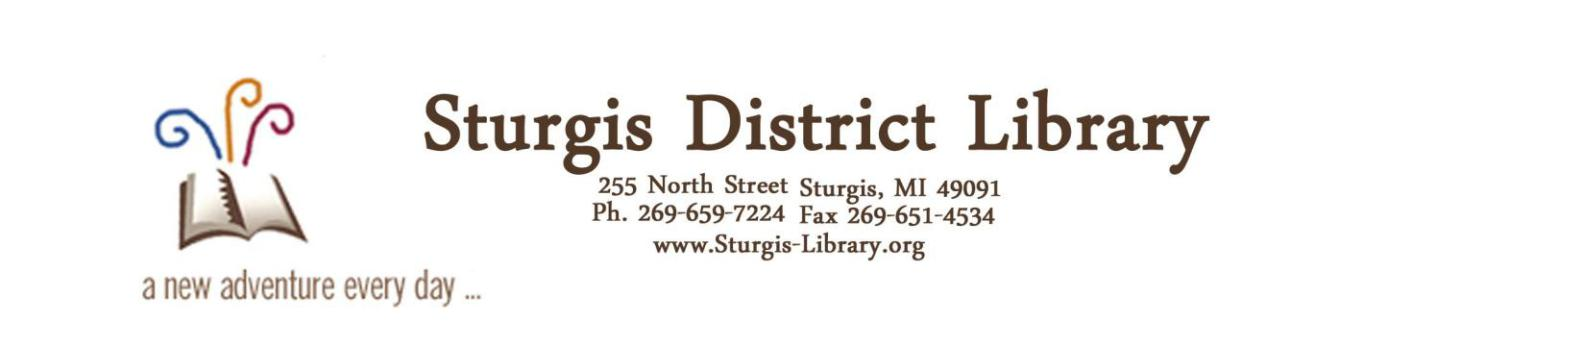 Sturgis District Library
255 North Street Sturgis, MI 49091
Ph. 269-659-7224 Fax 269-651-4534
www.Sturgis-Library.org
a new adventure every day ...